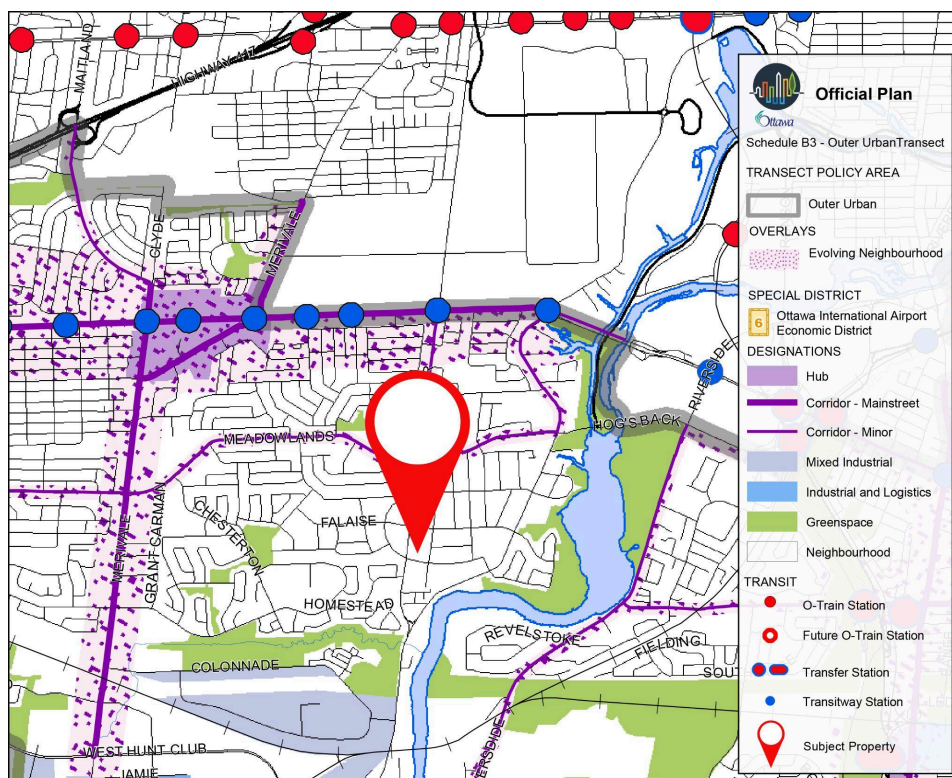 MAITLAND
HIGHWAY 417
CLYDE
MERIVALE
RIVERSIDE
HOG'S BACK
MEADOWLANDS
MERIVALE
GRANT CARMAN
CHESTERTON
FALAISE
HOMESTEAD
REVELSTOKE
FIELDING
COLONNADE
SOUT
WEST HUNT CLUB
JAMIE
ERSIDE
Official Plan
Ottawa
Schedule B3 - Outer UrbanTransect
TRANSECT POLICY AREA
Outer Urban
OVERLAYS
Evolving Neighbourhood
SPECIAL DISTRICT
6
Ottawa International Airport
Economic District
DESIGNATIONS
Hub
Corridor - Mainstreet
Corridor - Minor
Mixed Industrial
Industrial and Logistics
Greenspace
Neighbourhood
TRANSIT
O-Train Station
Future O-Train Station
Transfer Station
Transitway Station
Subject Property